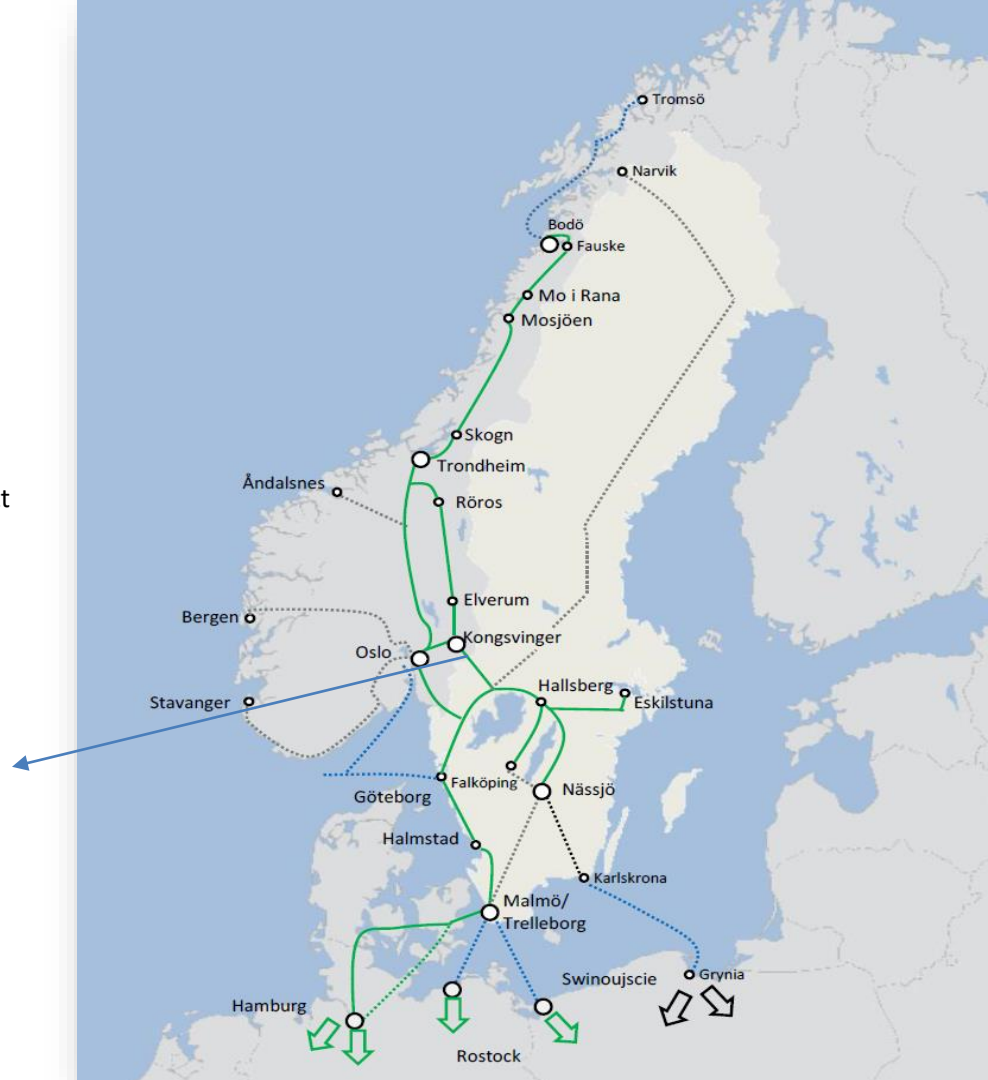 Tromsö
Narvik
Bodö
Fauske
Mo i Rana
Mosjöen
Skogn
Trondheim
Åndalsnes
t
Röros
Elverum
Bergen
Kongsvinger
Oslo
Hallsberg
Stavanger
Eskilstuna
Falköping
Nässjö
Göteborg
Halmstad
Karlskrona
Malmö/
Trelleborg
Swinoujscie
Grynia
Hamburg
Rostock